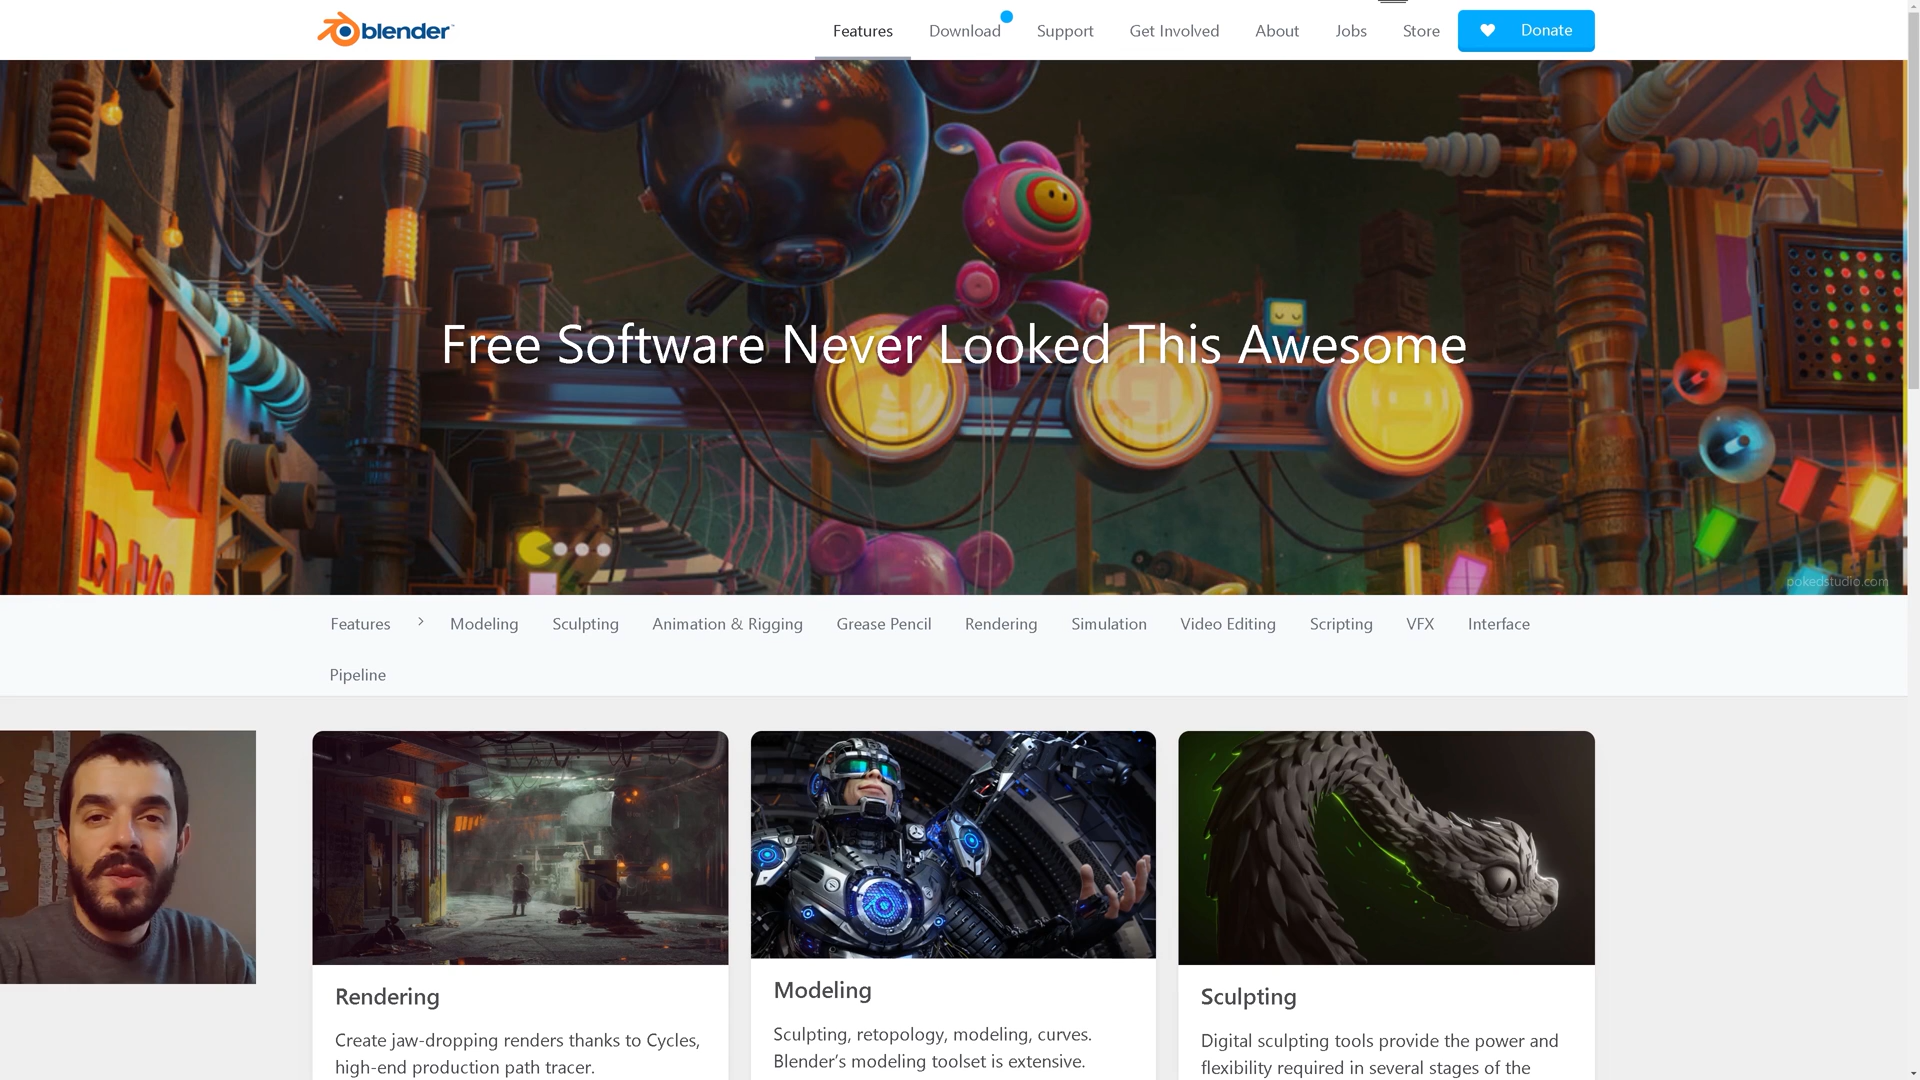 blender™
Features
Download
Support
Get Involved
About
Jobs
Store
Donate
Free Software Never Looked This Awesome
pokedstudio.com
Features > Modeling Sculpting Animation & Rigging Grease Pencil Rendering Simulation Video Editing Scripting VFX Interface
Pipeline
Rendering
Create jaw-dropping renders thanks to Cycles,
high-end production path tracer.
Modeling
Sculpting, retopology, modeling, curves.
Blender’s modeling toolset is extensive.
Sculpting
Digital sculpting tools provide the power and
flexibility required in several stages of the